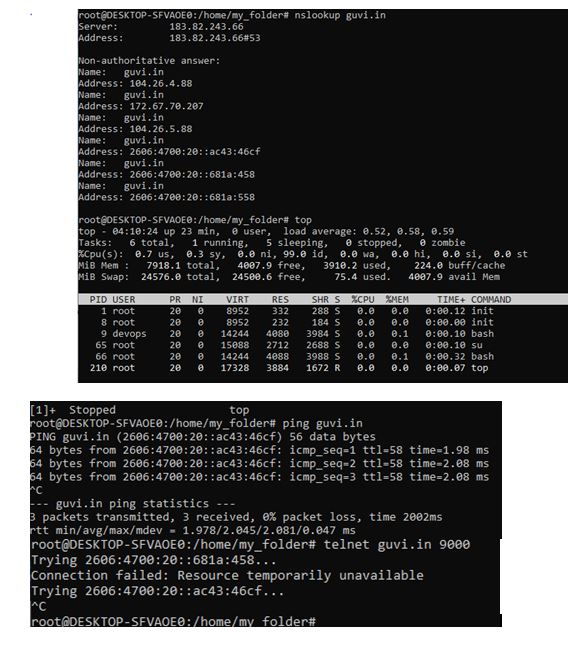 root@DESKTOP-SFVAOE0:/home/my_folder# nslookup guvi.in
Server:         183.82.243.66
Address:        183.82.243.66#53

Non-authoritative answer:
Name:   guvi.in
Address: 104.26.4.88
Name:   guvi.in
Address: 172.67.70.207
Name:   guvi.in
Address: 104.26.5.88
Name:   guvi.in
Address: 2606:4700:20::ac43:46cf
Name:   guvi.in
Address: 2606:4700:20::681a:458
Name:   guvi.in
Address: 2606:4700:20::681a:558

root@DESKTOP-SFVAOE0:/home/my_folder# top
top - 04:10:24 up 23 min,  0 user,  load average: 0.52, 0.58, 0.59
Tasks:   6 total,   1 running,   5 sleeping,   0 stopped,   0 zombie
%Cpu(s):  0.7 us,  0.3 sy,  0.0 ni, 99.0 id,  0.0 wa,  0.0 hi,  0.0 si,  0.0 st
MiB Mem :   7918.1 total,   4007.9 free,   3910.2 used,    224.0 buff/cache
MiB Swap:  24576.0 total,  24500.6 free,     75.4 used.   4007.9 avail Mem

PID USER      PR  NI    VIRT    RES    SHR S  %CPU  %MEM     TIME+ COMMAND
1 root      20   0    8952    332    288 S   0.0   0.0   0:00.12 init
8 root      20   0    8952    232    184 S   0.0   0.0   0:00.00 init
9 devops    20   0   14244   4080   3984 S   0.0   0.1   0:00.10 bash
65 root      20   0   15088   2712   2688 S   0.0   0.0   0:00.10 su
66 root      20   0   14244   4088   3988 S   0.0   0.1   0:00.32 bash
210 root      20   0   17328   3884   1672 R   0.0   0.0   0:00.07 top
[1]+  Stopped                 top
root@DESKTOP-SFVAOE0:/home/my_folder# ping guvi.in
PING guvi.in (2606:4700:20::ac43:46cf) 56 data bytes
64 bytes from 2606:4700:20::ac43:46cf: icmp_seq=1 ttl=58 time=1.98 ms
64 bytes from 2606:4700:20::ac43:46cf: icmp_seq=2 ttl=58 time=2.08 ms
64 bytes from 2606:4700:20::ac43:46cf: icmp_seq=3 ttl=58 time=2.08 ms
^C
--- guvi.in ping statistics ---
3 packets transmitted, 3 received, 0% packet loss, time 2002ms
rtt min/avg/max/mdev = 1.978/2.045/2.081/0.047 ms
root@DESKTOP-SFVAOE0:/home/my_folder# telnet guvi.in 9000
Trying 2606:4700:20::681a:458...
Connection failed: Resource temporarily unavailable
Trying 2606:4700:20::ac43:46cf...
^C
root@DESKTOP-SFVAOE0:/home/my_folder#